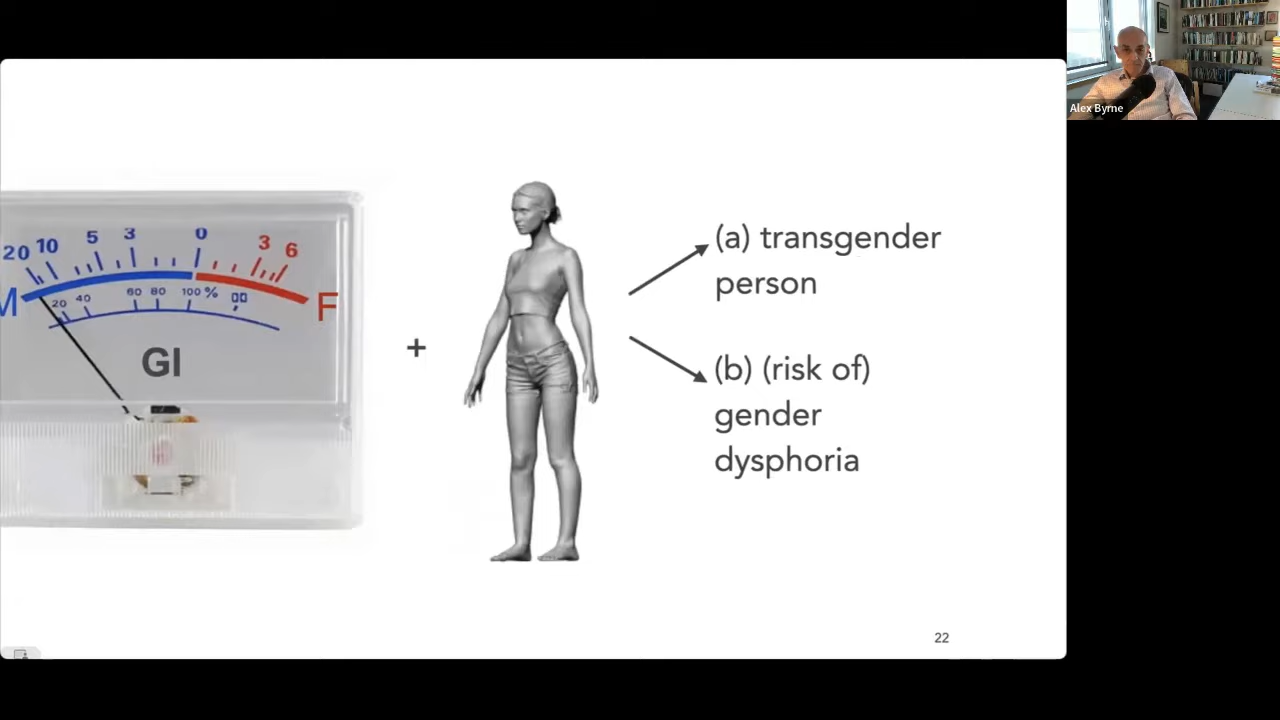 Alex Byrne
20 10 5 3 0 3 6
M F
20 40 60 80 100 %
GI
+
(a) transgender
person
(b) (risk of)
gender
dysphoria
22